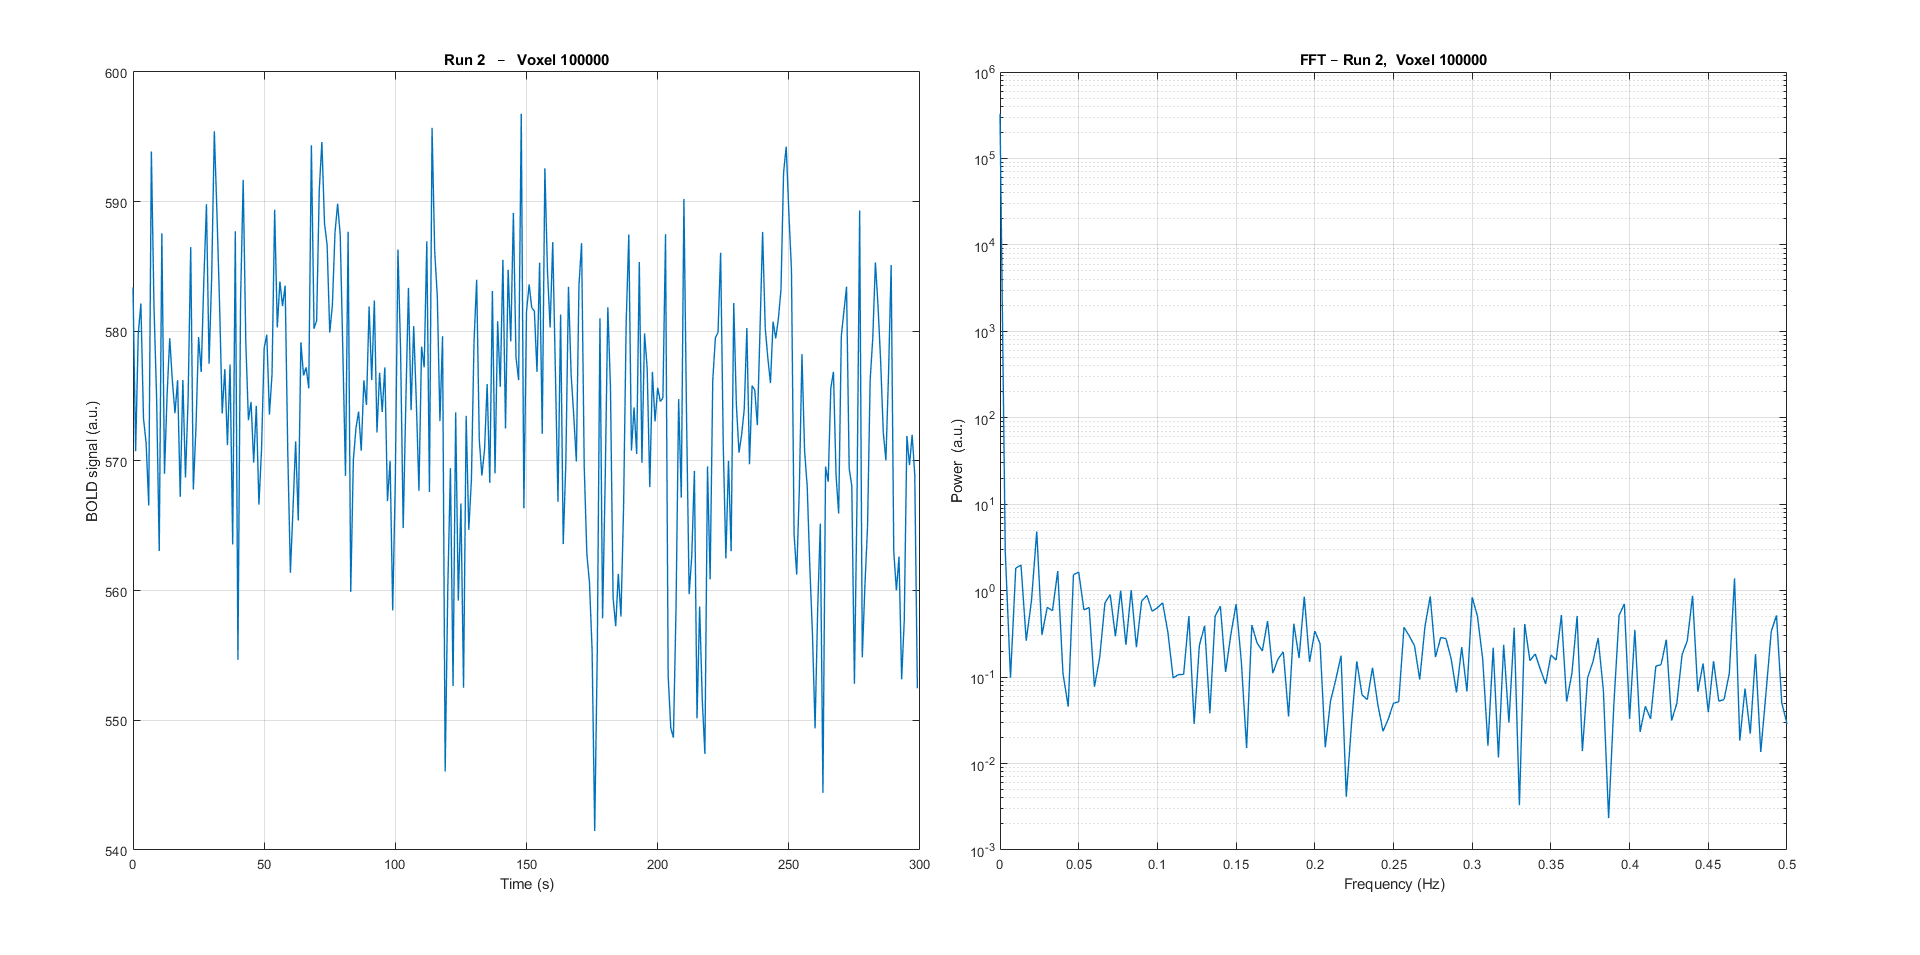 Run 2 – Voxel 100000
600
590
580
570
560
550
540
BOLD signal (a.u.)
0 50 100 150 200 250 300
Time (s)
FFT – Run 2, Voxel 100000
10^6
10^5
10^4
10^3
10^2
10^1
10^0
10^-1
10^-2
10^-3
Power (a.u.)
0 0.05 0.1 0.15 0.2 0.25 0.3 0.35 0.4 0.45 0.5
Frequency (Hz)